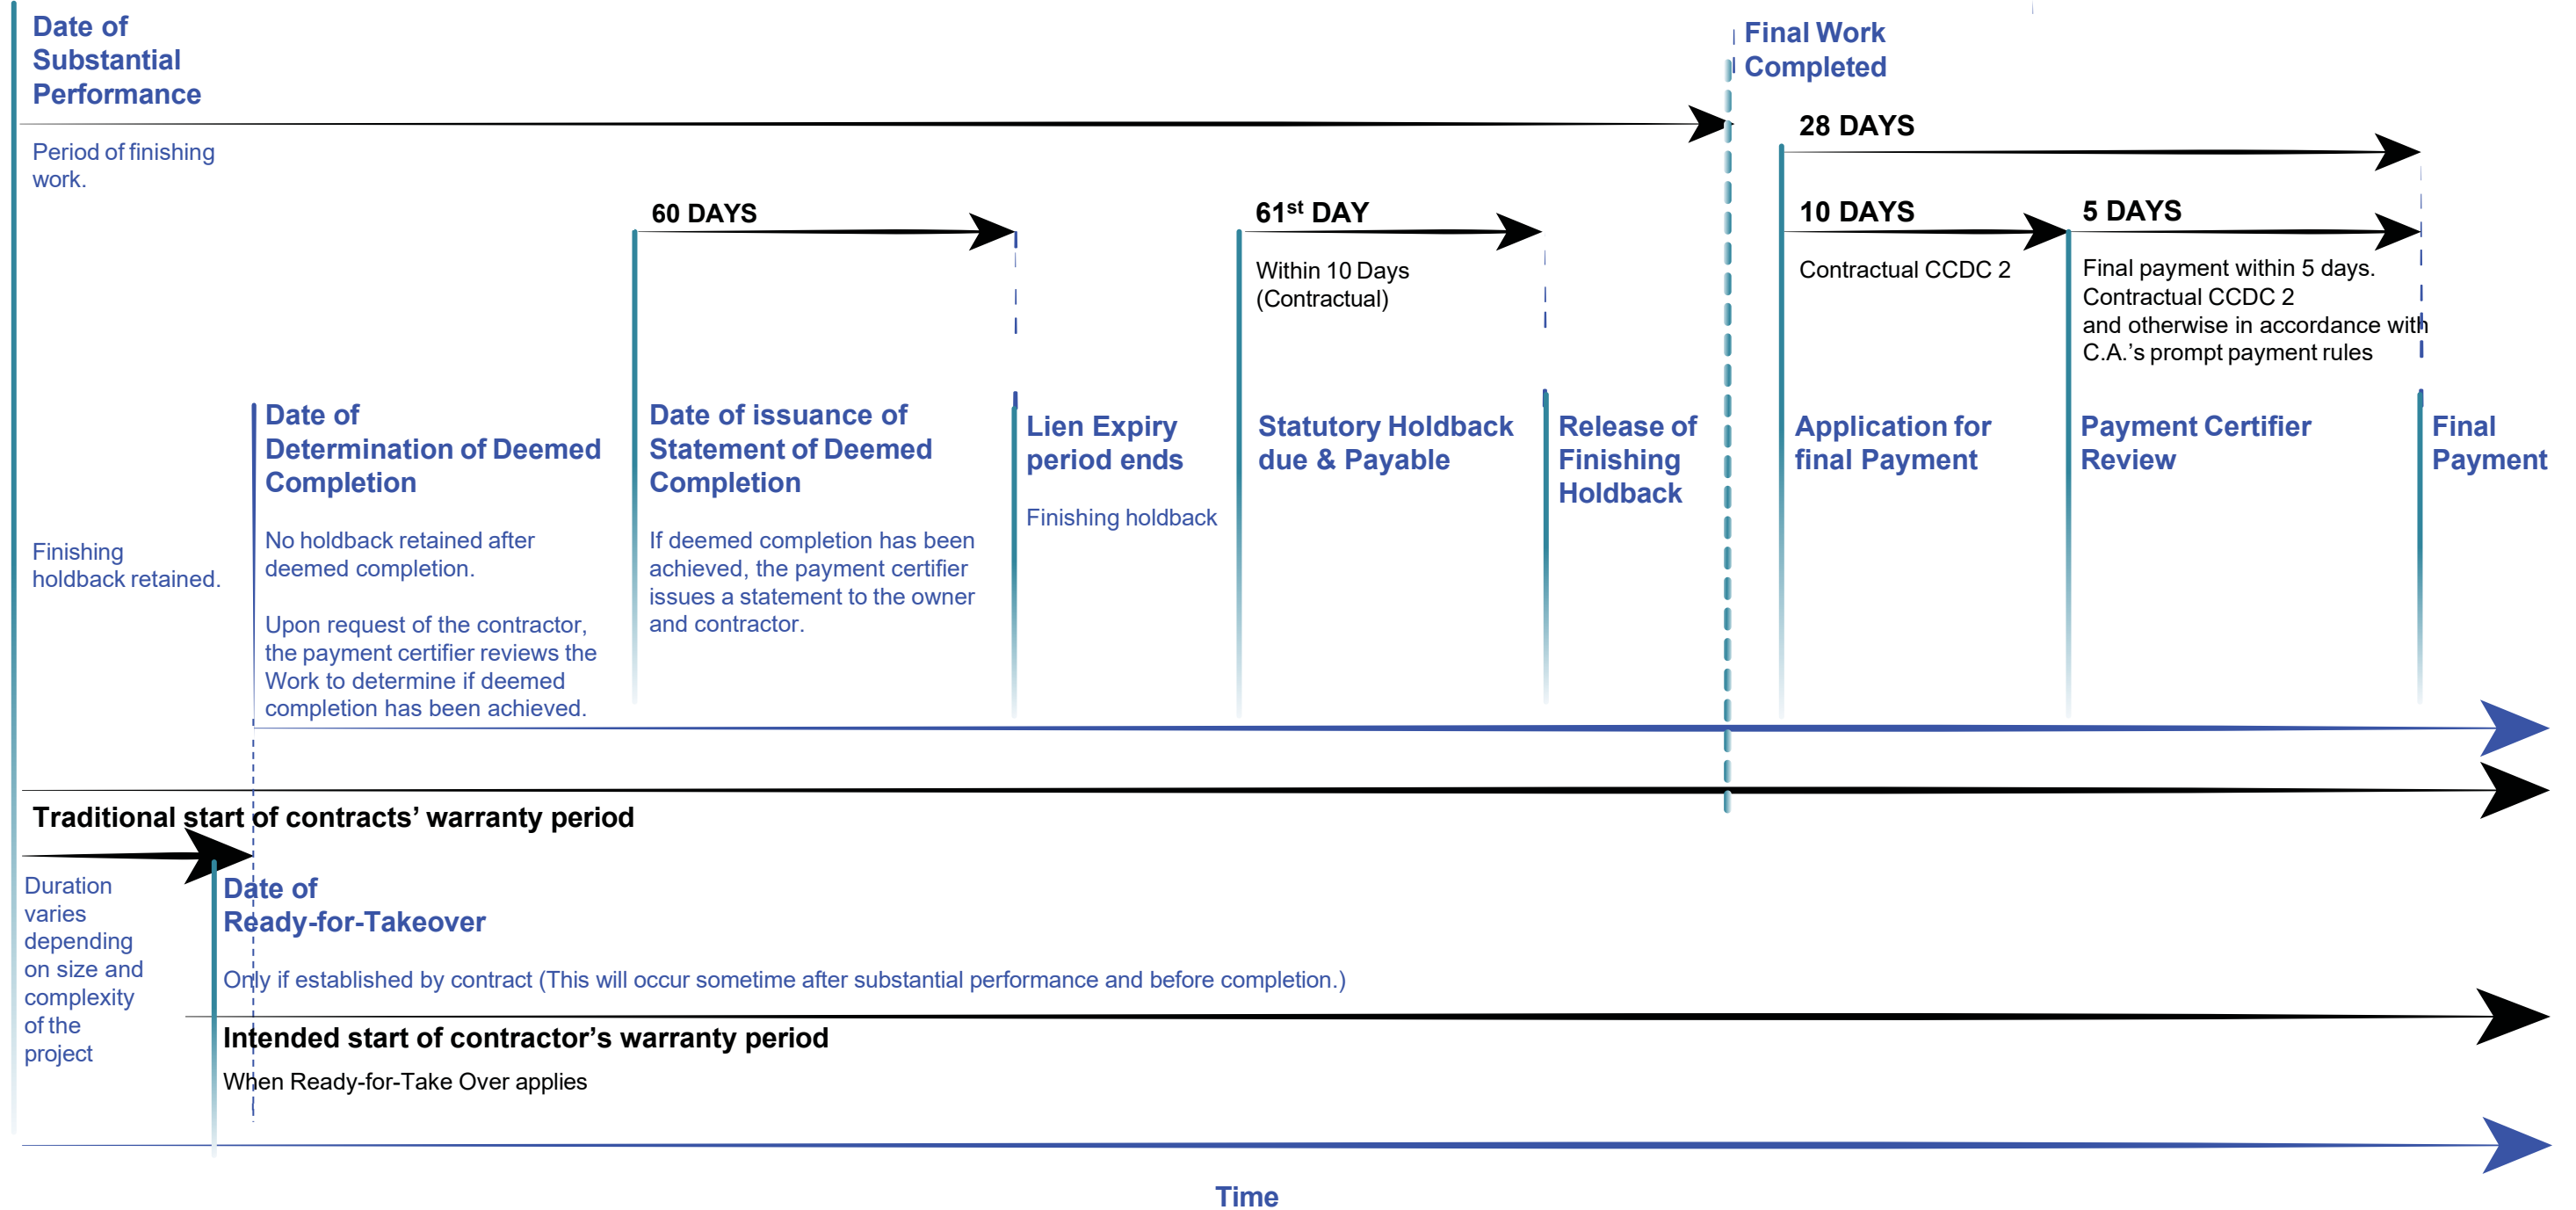 Date of
Substantial
Performance
Final Work
Completed
Period of finishing
work.
28 DAYS
60 DAYS
61st DAY
Within 10 Days
(Contractual)
10 DAYS
Contractual CCDC 2
5 DAYS
Final payment within 5 days.
Contractual CCDC 2
and otherwise in accordance with
C.A.’s prompt payment rules
Finishing
holdback retained.
Date of
Determination of Deemed
Completion
No holdback retained after
deemed completion.
Upon request of the contractor,
the payment certifier reviews the
Work to determine if deemed
completion has been achieved.
Date of issuance of
Statement of Deemed
Completion
If deemed completion has been
achieved, the payment certifier
issues a statement to the owner
and contractor.
Lien Expiry
period ends
Finishing holdback
Statutory Holdback
due & Payable
Release of
Finishing
Holdback
Application for
final Payment
Payment Certifier
Review
Final
Payment
Traditional start of contracts’ warranty period
Duration
varies
depending
on size and
complexity
of the
project
Date of
Ready-for-Takeover
Only if established by contract (This will occur sometime after substantial performance and before completion.)
Intended start of contractor’s warranty period
When Ready-for-Take Over applies
Time